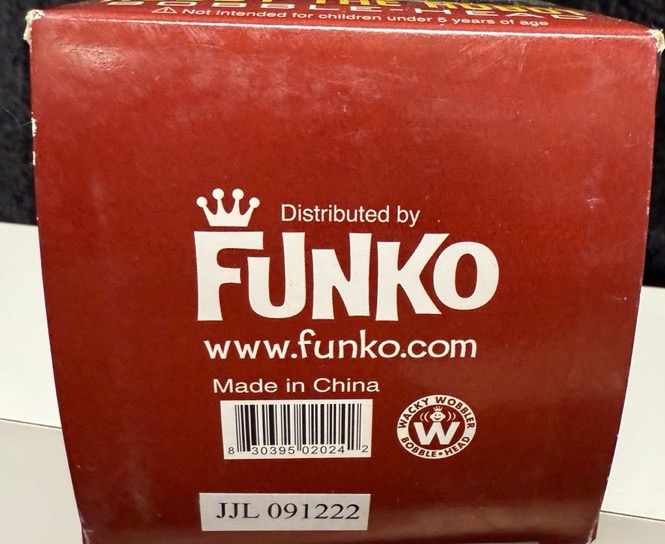 ⚠ Not intended for children under 5 years of age
Distributed by
FUNKO
www.funko.com
Made in China
8 30395 02024 2
WACKY WOBBLER
W
BOBBLE-HEAD
JJL 091222